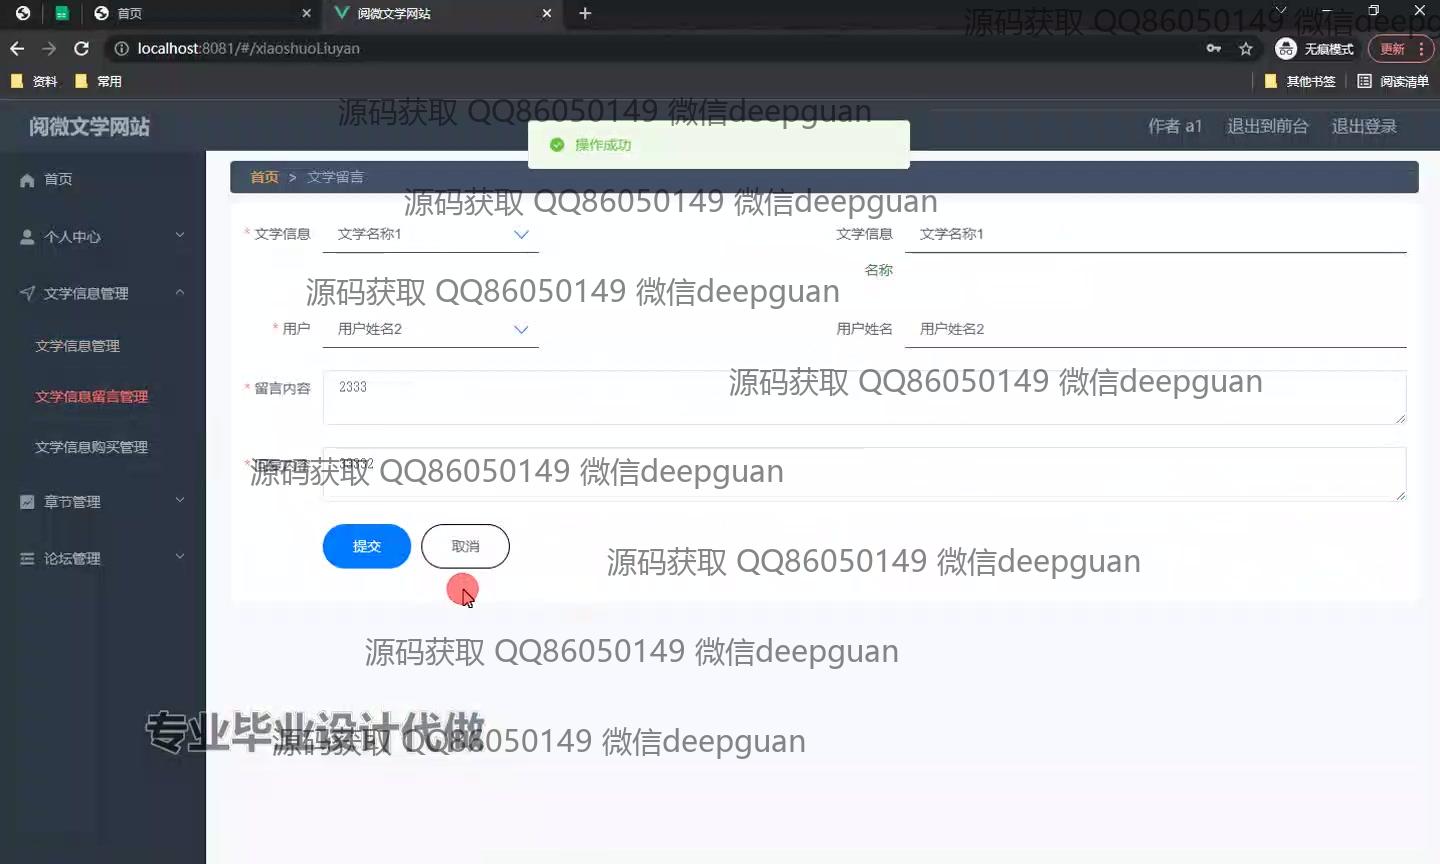 首页
阅微文学网站
源码获取 QQ86050149 微信deepg
localhost:8081/#/xiaoshuoLiuyan
无痕模式
更新
资料
常用
其他书签
阅读清单
源码获取 QQ86050149 微信deepguan
阅微文学网站
作者 a1
退出到前台
退出登录
操作成功
首页
个人中心
文学信息管理
文学信息管理
文学信息留言管理
文学信息购买管理
章节管理
论坛管理
首页 > 文学留言
源码获取 QQ86050149 微信deepguan
* 文学信息
文学名称1
文学信息名称
文学名称1
源码获取 QQ86050149 微信deepguan
* 用户
用户姓名2
用户姓名
用户姓名2
* 留言内容
2333
源码获取 QQ86050149 微信deepguan
源码获取 QQ86050149 微信deepguan
提交
取消
源码获取 QQ86050149 微信deepguan
源码获取 QQ86050149 微信deepguan
专业毕业设计代做
源码获取 QQ86050149 微信deepguan